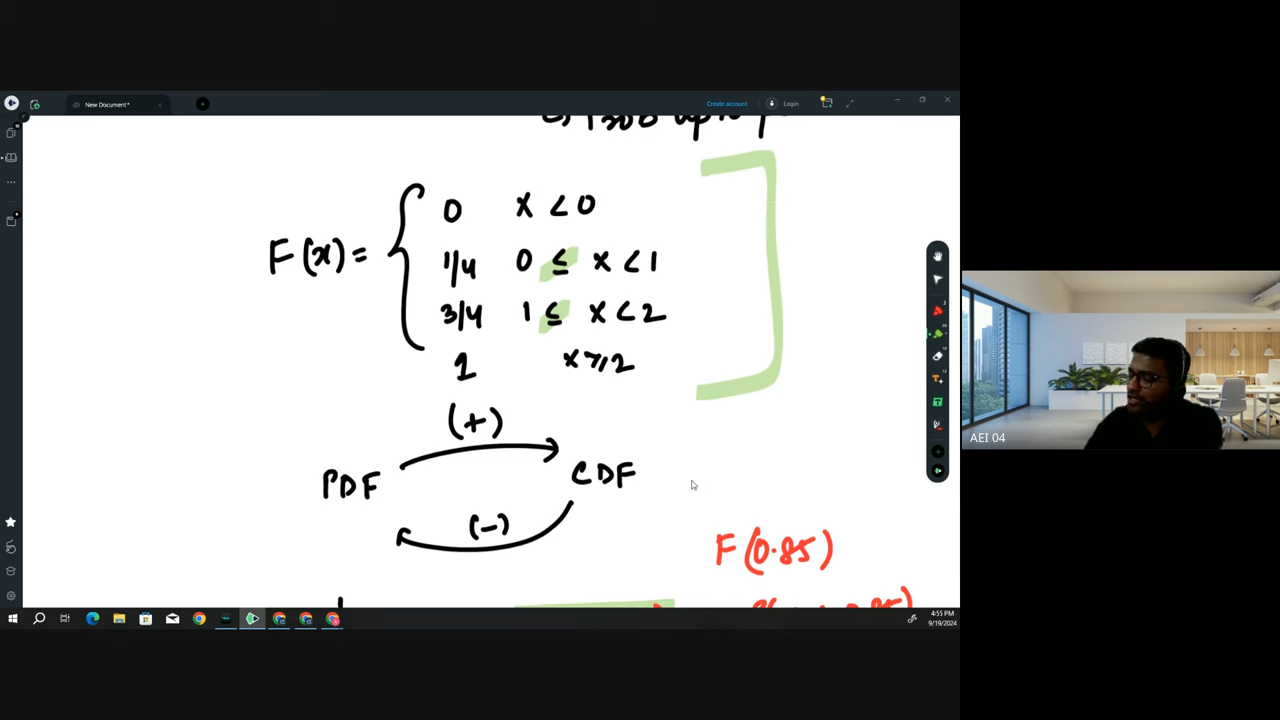 New Document*
Create account
Login
F(x) =
0 x < 0
1/4 0 ≤ x < 1
3/4 1 ≤ x < 2
1 x ≥ 2
(+)
PDF
CDF
(-)
F(0.85)
AEI 04
4:55 PM
9/19/2024